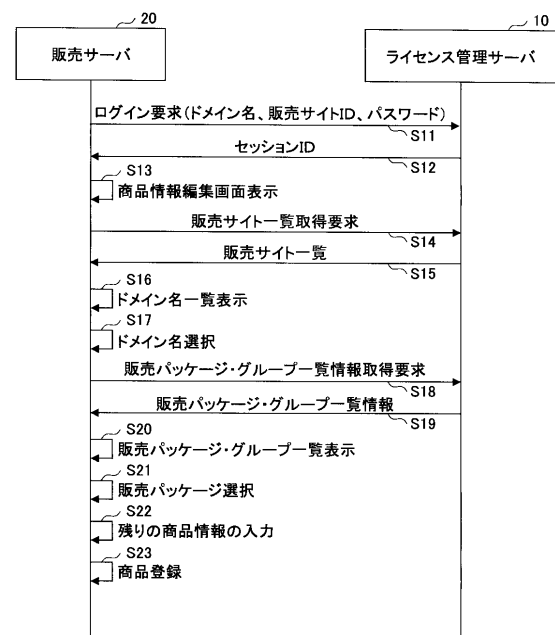 20
販売サーバ
10
ライセンス管理サーバ
ログイン要求(ドメイン名、販売サイトID、パスワード)
S11
セッションID
S12
S13
商品情報編集画面表示
販売サイト一覧取得要求
S14
販売サイト一覧
S15
S16
ドメイン名一覧表示
S17
ドメイン名選択
販売パッケージ・グループ一覧情報取得要求
S18
販売パッケージ・グループ一覧情報
S19
S20
販売パッケージ・グループ一覧表示
S21
販売パッケージ選択
S22
残りの商品情報の入力
S23
商品登録